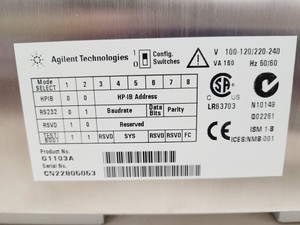 Agilent Technologies
1
0
Config. Switches
V 100-120/220-240
VA 160 Hz 50/60
Mode SELECT 1 2 3 4 5 6 7 8
HPIB 0 0 HP-IB Address
RS232 0 1 Baudrate Data Bits Parity
RSVD 1 0 Reserved
TEST/BOOT 1 1 RSVD SYS RSVD RSVD FC
LR63703
N10149
Q02251
ISM 1-B
ICES/NMB-001
Product No.
G1103A
Serial No.
CN22805053